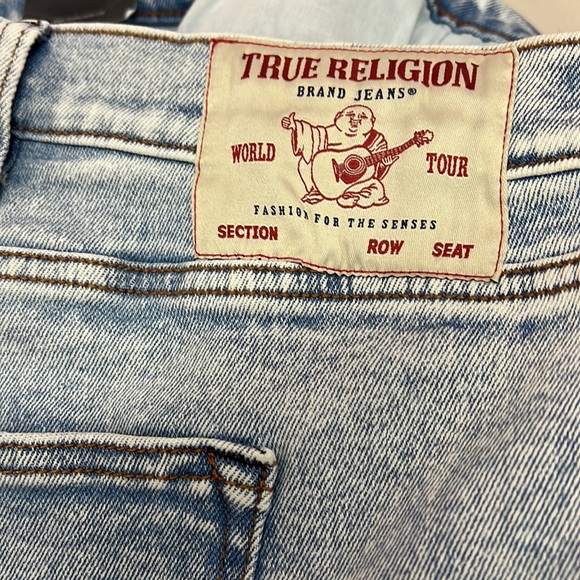 TRUE RELIGION
BRAND JEANS®
WORLD TOUR
FASHION FOR THE SENSES
SECTION ROW SEAT